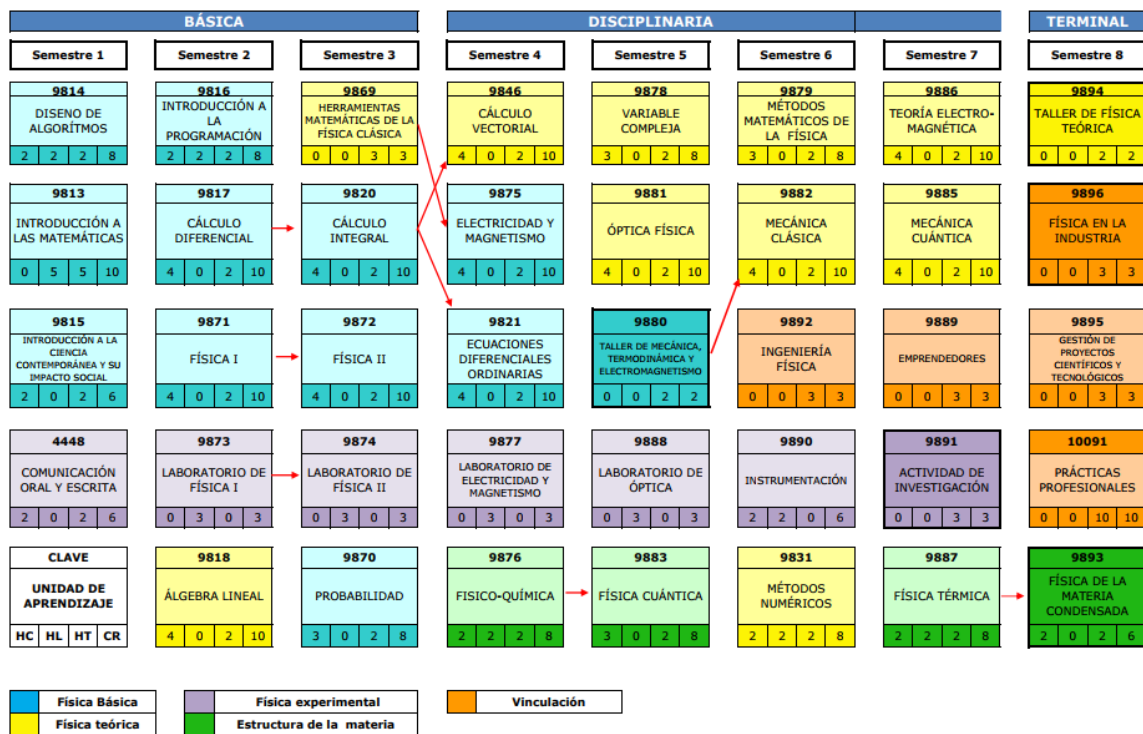 BÁSICA
DISCIPLINARIA
TERMINAL
Semestre 1
Semestre 2
Semestre 3
Semestre 4
Semestre 5
Semestre 6
Semestre 7
Semestre 8
9814
DISENO DE
ALGORÍTMOS
2 2 2 8
9816
INTRODUCCIÓN A
LA
PROGRAMACIÓN
2 2 2 8
9869
HERRAMIENTAS
MATEMÁTICAS DE LA
FÍSICA CLÁSICA
0 0 3 3
9846
CÁLCULO
VECTORIAL
4 0 2 10
9878
VARIABLE
COMPLEJA
3 0 2 8
9879
MÉTODOS
MATEMÁTICOS DE
LA FÍSICA
3 0 2 8
9886
TEORÍA ELECTRO-
MAGNÉTICA
4 0 2 10
9894
TALLER DE FÍSICA
TEÓRICA
0 0 2 2
9813
INTRODUCCIÓN A
LAS MATEMÁTICAS
0 5 5 10
9817
CÁLCULO
DIFERENCIAL
4 0 2 10
9820
CÁLCULO
INTEGRAL
4 0 2 10
9875
ELECTRICIDAD Y
MAGNETISMO
4 0 2 10
9881
ÓPTICA FÍSICA
4 0 2 10
9882
MECÁNICA
CLÁSICA
4 0 2 10
9885
MECÁNICA
CUÁNTICA
4 0 2 10
9896
FÍSICA EN LA
INDUSTRIA
0 0 3 3
9815
INTRODUCCIÓN A LA
CIENCIA
CONTEMPORÁNEA Y SU
IMPACTO SOCIAL
2 0 2 6
9871
FÍSICA I
4 0 2 10
9872
FÍSICA II
4 0 2 10
9821
ECUACIONES
DIFERENCIALES
ORDINARIAS
4 0 2 10
9880
TALLER DE MECÁNICA,
TERMODINÁMICA Y
ELECTROMAGNETISMO
0 0 2 2
9892
INGENIERÍA
FÍSICA
0 0 3 3
9889
EMPRENDEDORES
0 0 3 3
9895
GESTIÓN DE
PROYECTOS
CIENTÍFICOS Y
TECNOLÓGICOS
0 0 3 3
4448
COMUNICACIÓN
ORAL Y ESCRITA
2 0 2 6
9873
LABORATORIO DE
FÍSICA I
0 3 0 3
9874
LABORATORIO DE
FÍSICA II
0 3 0 3
9877
LABORATORIO DE
ELECTRICIDAD Y
MAGNETISMO
0 3 0 3
9888
LABORATORIO DE
ÓPTICA
0 3 0 3
9890
INSTRUMENTACIÓN
2 2 0 6
9891
ACTIVIDAD DE
INVESTIGACIÓN
0 0 3 3
10091
PRÁCTICAS
PROFESIONALES
0 0 10 10
CLAVE
UNIDAD DE
APRENDIZAJE
HC HL HT CR
9818
ÁLGEBRA LINEAL
4 0 2 10
9870
PROBABILIDAD
3 0 2 8
9876
FISICO-QUÍMICA
2 2 2 8
9883
FÍSICA CUÁNTICA
3 0 2 8
9831
MÉTODOS
NUMÉRICOS
2 2 2 8
9887
FÍSICA TÉRMICA
2 2 2 8
9893
FÍSICA DE LA
MATERIA
CONDENSADA
2 0 2 6
Física Básica
Física experimental
Vinculación
Física teórica
Estructura de la materia